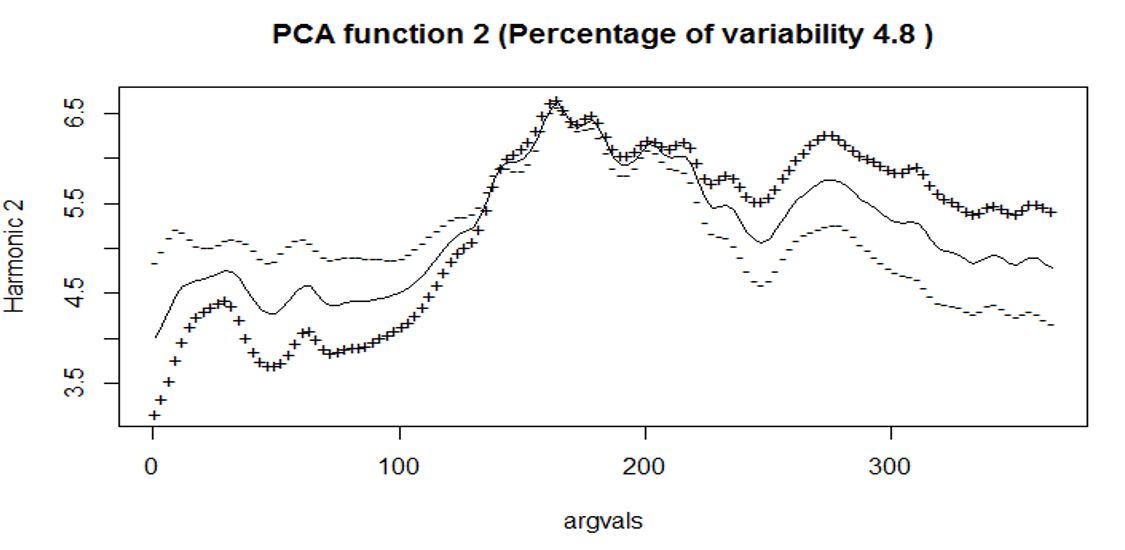 PCA function 2 (Percentage of variability 4.8 )
Harmonic 2
6.5
5.5
4.5
3.5
0 100 200 300
argvals